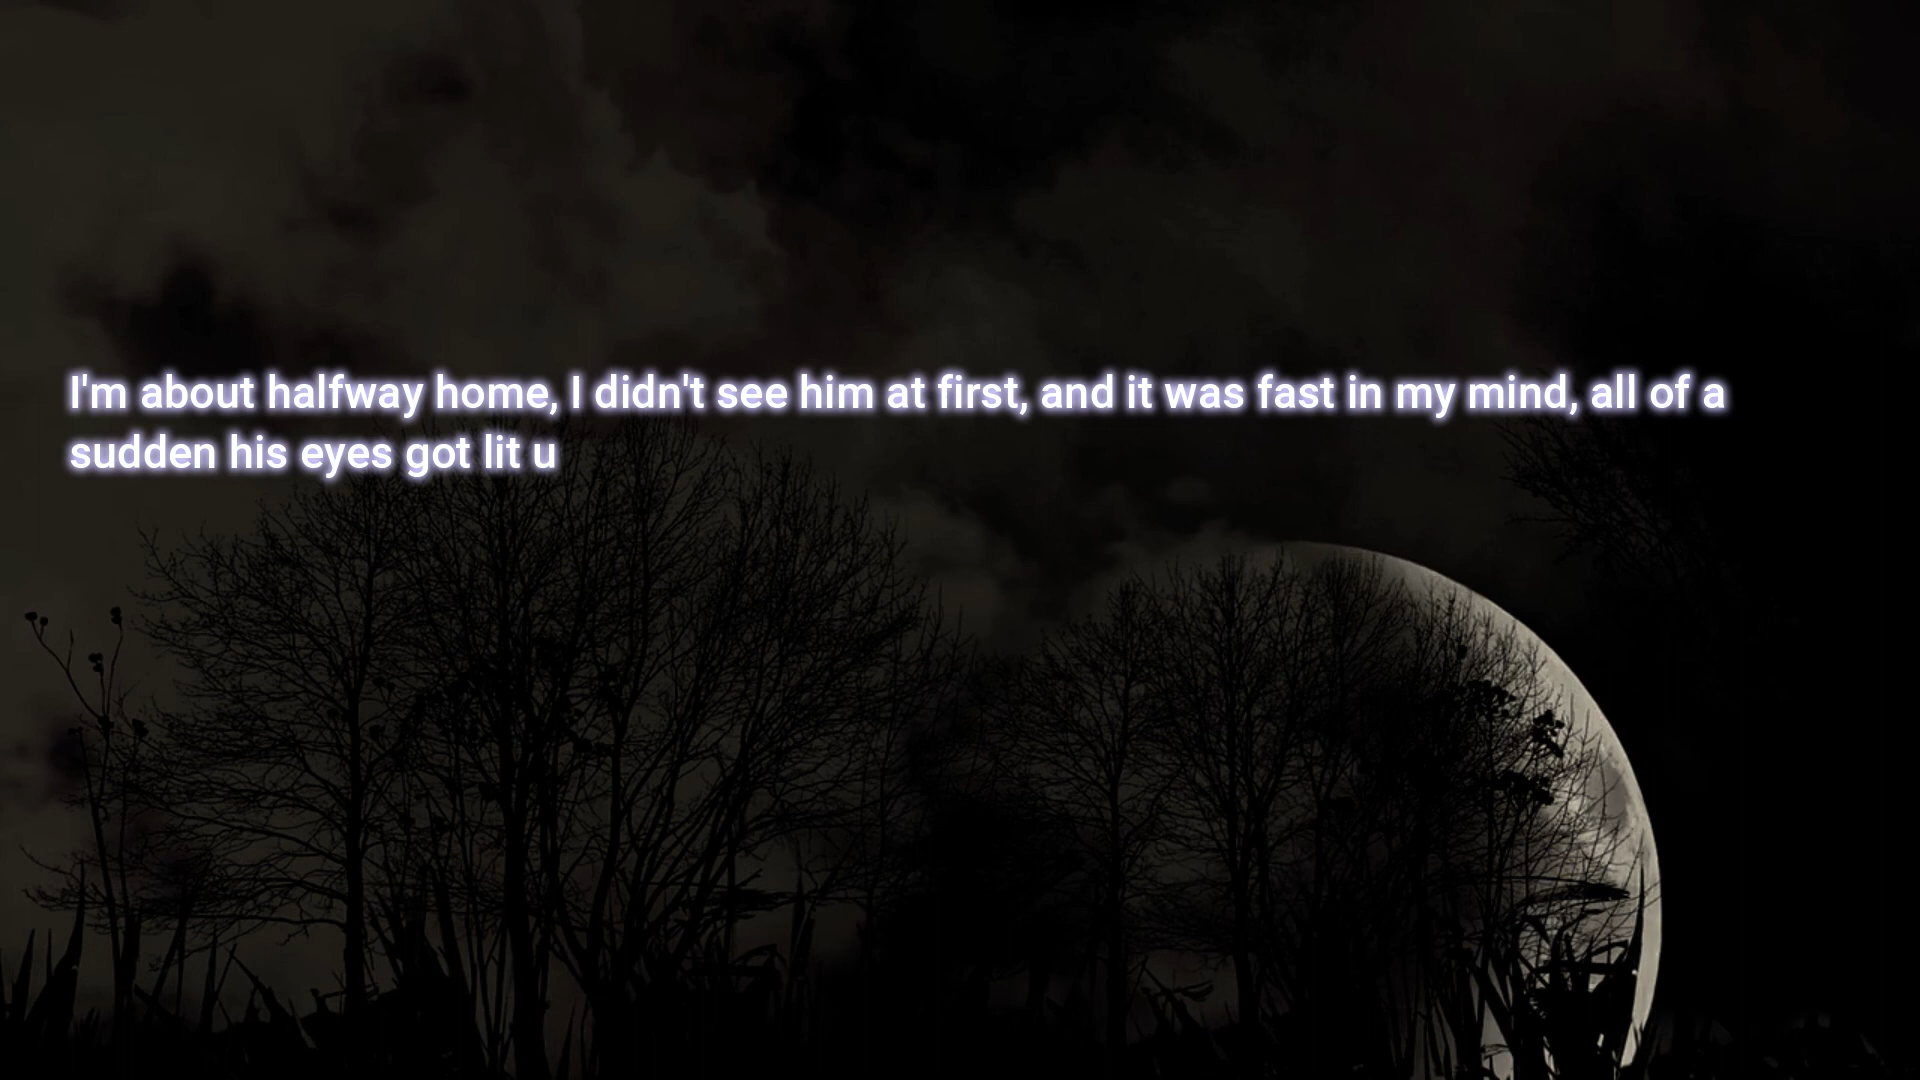 I'm about halfway home, I didn't see him at first, and it was fast in my mind, all of a
sudden his eyes got lit u